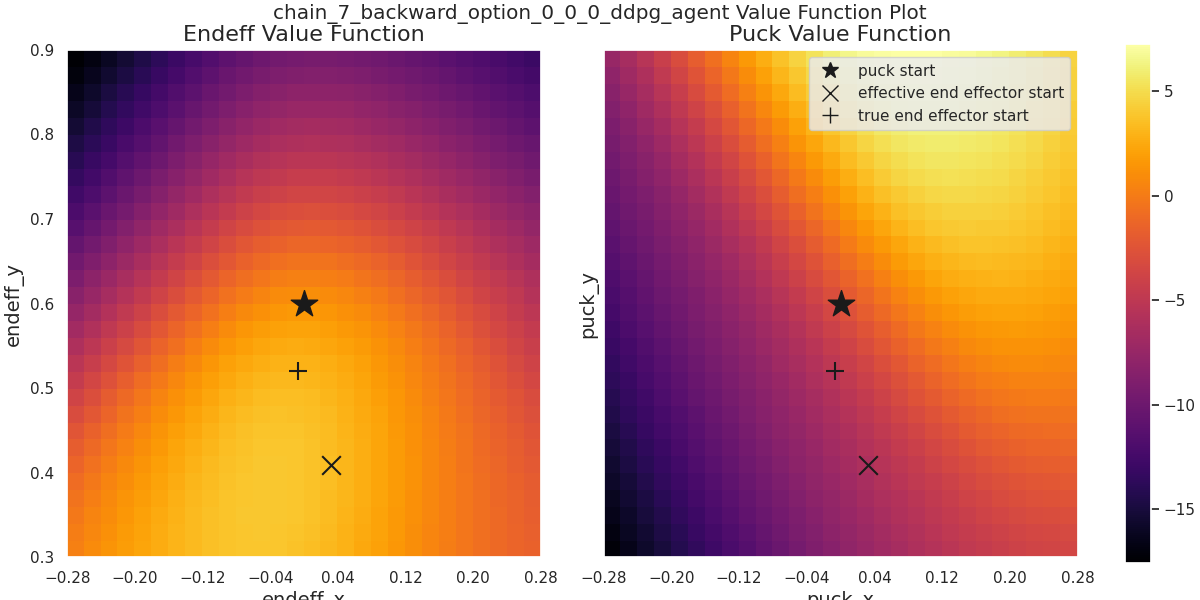 chain_7_backward_option_0_0_0_ddpg_agent Value Function Plot
Endeff Value Function
Puck Value Function
puck start
effective end effector start
true end effector start
endeff_y
0.9
0.8
0.7
0.6
0.5
0.4
0.3
−0.28 −0.20 −0.12 −0.04 0.04 0.12 0.20 0.28
endeff_x
puck_y
−0.28 −0.20 −0.12 −0.04 0.04 0.12 0.20 0.28
puck_x
5
0
−5
−10
−15